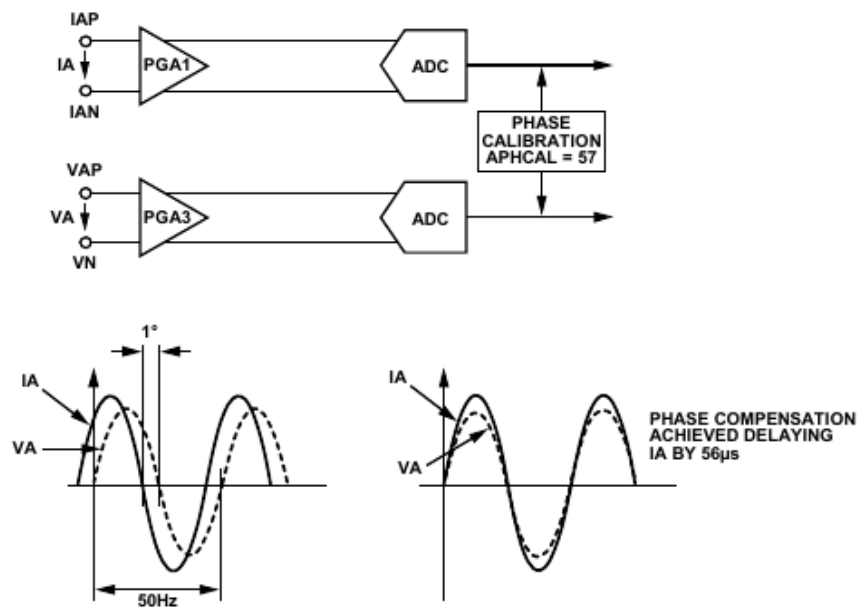 IAP
IA
IAN
PGA1
ADC
PHASE
CALIBRATION
APHCAL = 57
VAP
VA
VN
PGA3
ADC
1°
IA
VA
50Hz
IA
VA
PHASE COMPENSATION
ACHIEVED DELAYING
IA BY 56µs